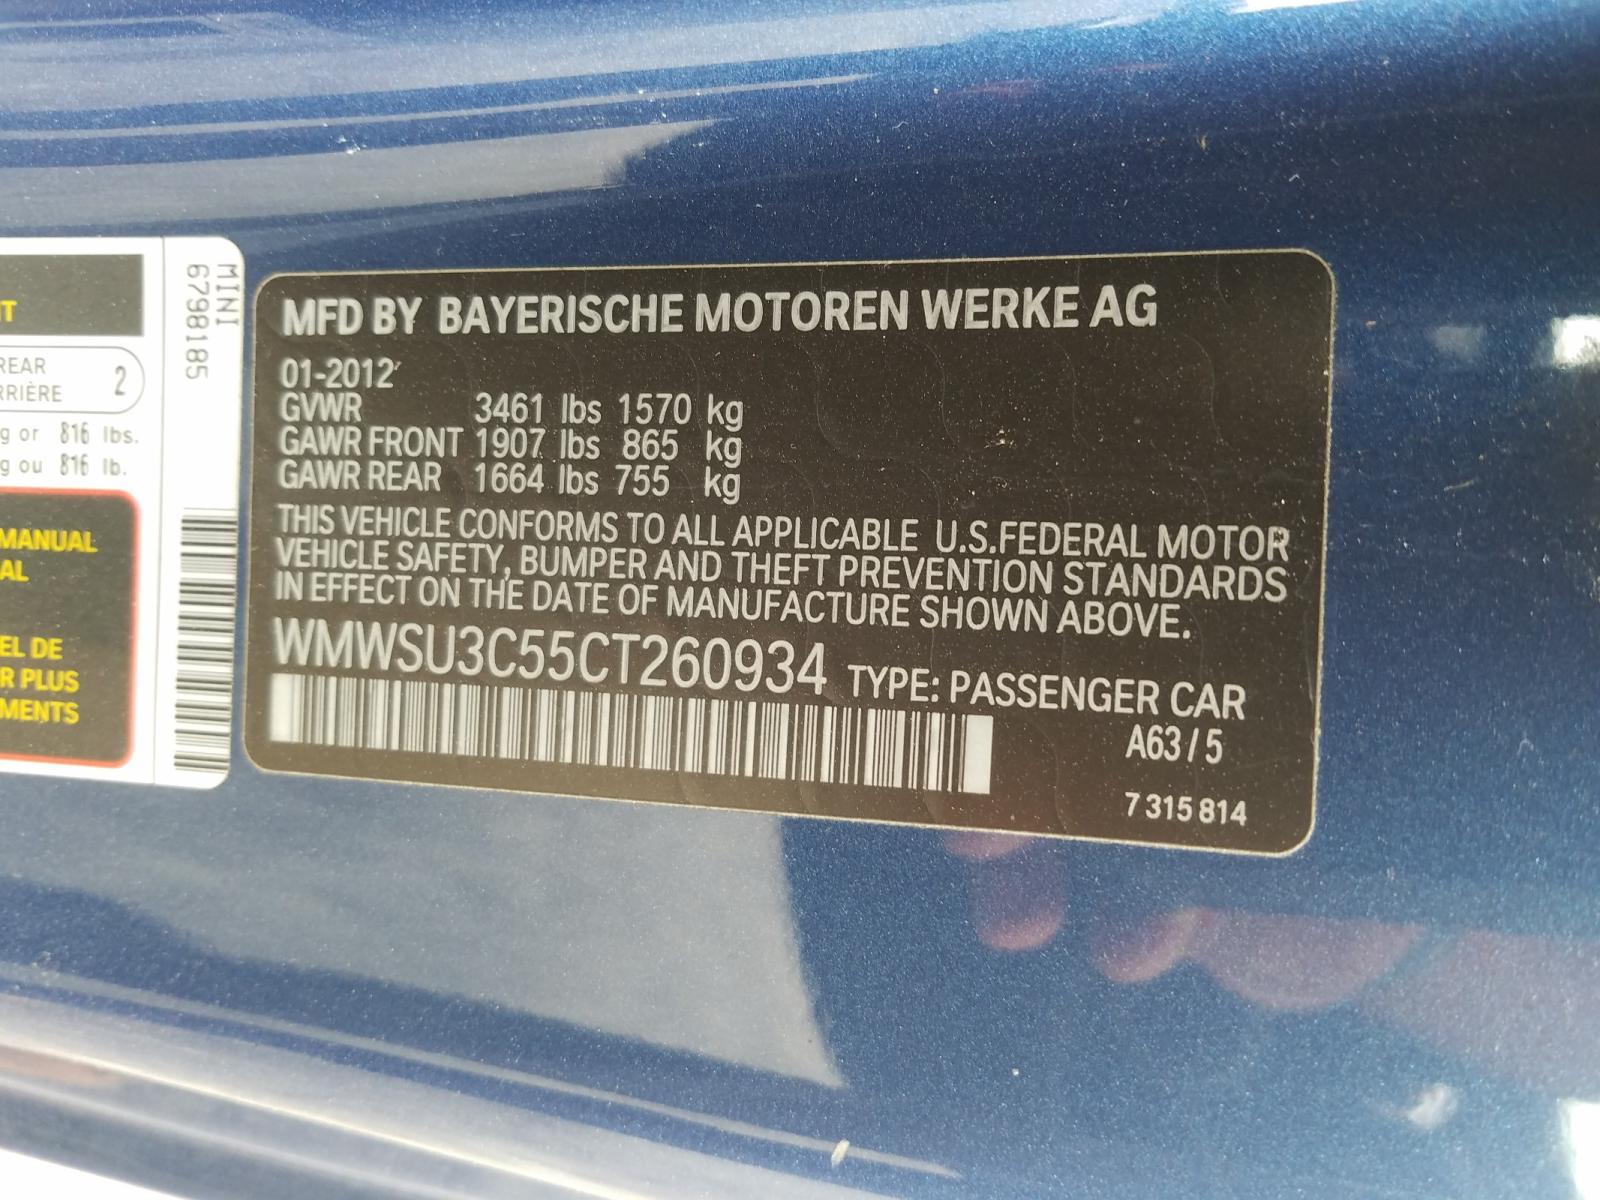 T
REAR
RRIÈRE
2
g or 816 lbs.
g ou 816 lb.
MANUAL
AL
EL DE
R PLUS
MENTS
MINI
6798185
MFD BY BAYERISCHE MOTOREN WERKE AG
01-2012
GVWR 3461 lbs 1570 kg
GAWR FRONT 1907 lbs 865 kg
GAWR REAR 1664 lbs 755 kg
THIS VEHICLE CONFORMS TO ALL APPLICABLE U.S.FEDERAL MOTOR
VEHICLE SAFETY, BUMPER AND THEFT PREVENTION STANDARDS
IN EFFECT ON THE DATE OF MANUFACTURE SHOWN ABOVE.
WMWSU3C55CT260934 TYPE: PASSENGER CAR
A63 / 5
7 315 814